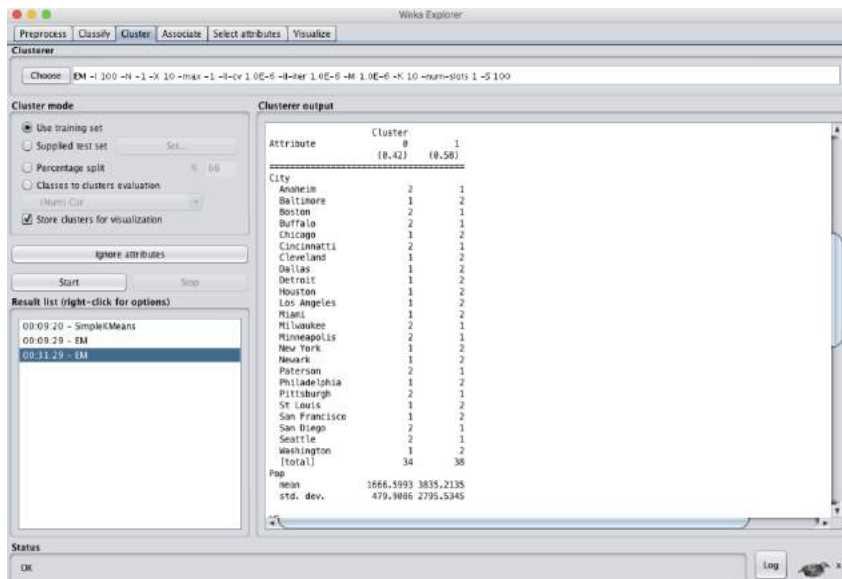 Weka Explorer
Preprocess Classify Cluster Associate Select attributes Visualize
Clusterer
Choose EM -I 100 -N -1 -X 10 -max -1 -ll-cv 1.0E-6 -ll-iter 1.0E-6 -M 1.0E-6 -K 10 -num-slots 1 -S 100
Cluster mode
Use training set
Supplied test set Set...
Percentage split % 66
Classes to clusters evaluation
(Num) Car
Store clusters for visualization
Ignore attributes
Start Stop
Result list (right-click for options)
00:09:20 - SimpleKMeans
00:09:29 - EM
00:31:29 - EM
Clusterer output
Cluster
Attribute 0 1
(0.42) (0.58)
======================================
City
Anaheim 2 1
Baltimore 1 2
Boston 2 1
Buffalo 2 1
Chicago 1 2
Cincinnatti 2 1
Cleveland 1 2
Dallas 1 2
Detroit 1 2
Houston 1 2
Los Angeles 1 2
Miami 1 2
Milwaukee 2 1
Minneapolis 2 1
New York 1 2
Newark 1 2
Paterson 2 1
Philadelphia 1 2
Pittsburgh 2 1
St Louis 1 2
San Francisco 1 2
San Diego 2 1
Seattle 2 1
Washington 1 2
[total] 34 38
Pop
mean 1666.5993 3835.2135
std. dev. 479.9086 2795.5345
Status
OK
Log
x